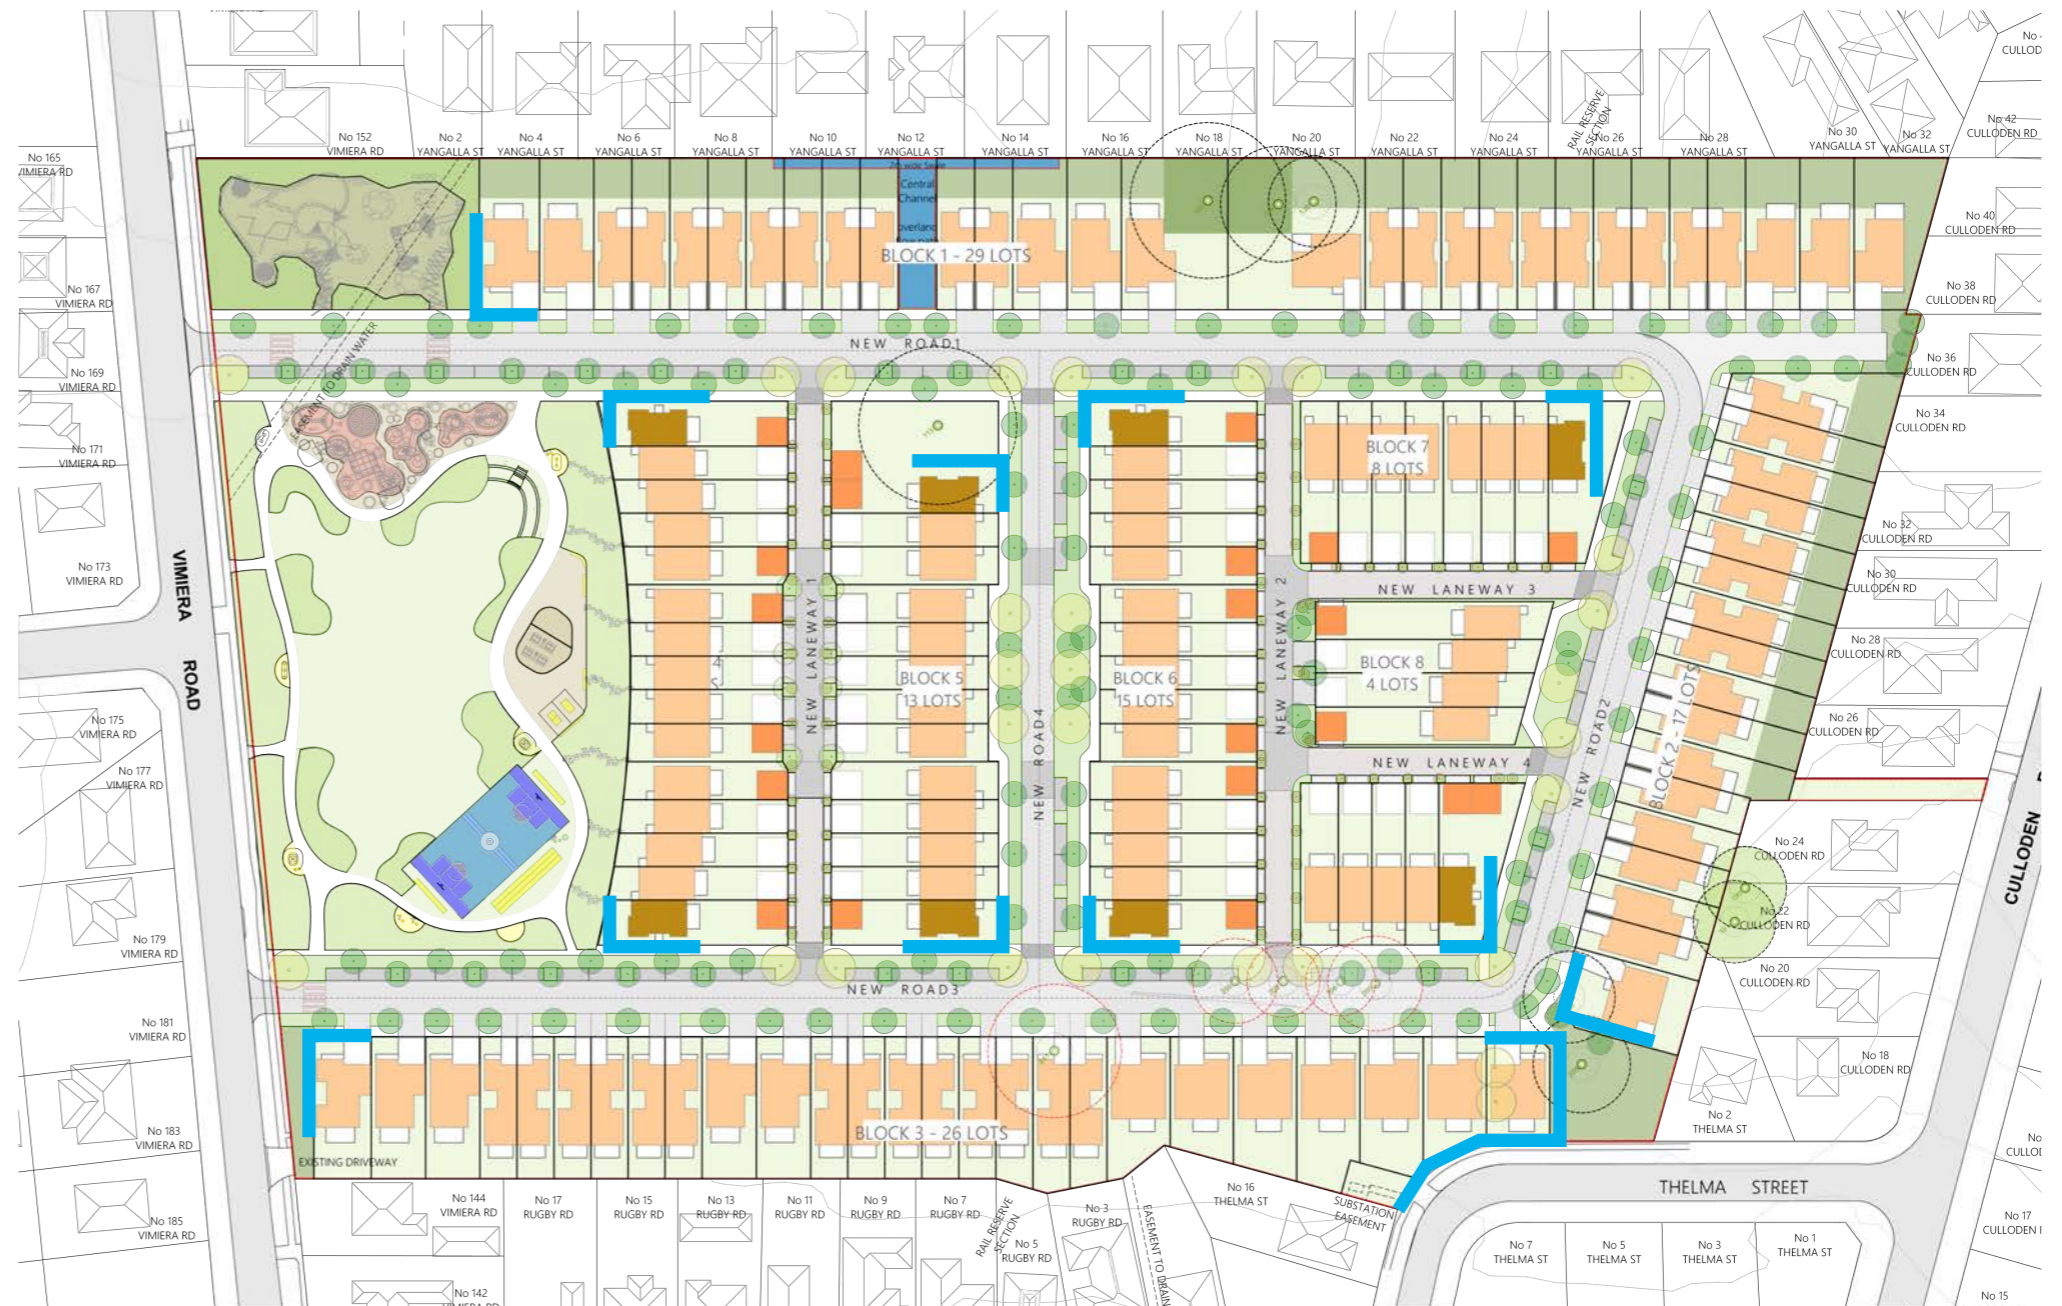 No 152
VIMIERA RD
No 2
YANGALLA ST
No 4
YANGALLA ST
No 6
YANGALLA ST
No 8
YANGALLA ST
No 10
YANGALLA ST
No 12
YANGALLA ST
No 14
YANGALLA ST
No 16
YANGALLA ST
No 18
YANGALLA ST
No 20
YANGALLA ST
No 22
YANGALLA ST
No 24
YANGALLA ST
RAIL RESERVE
SECTION
No 26
YANGALLA ST
No 28
YANGALLA ST
No 30
YANGALLA ST
No 32
YANGALLA ST
No 42
CULLODEN RD
No 40
CULLODEN RD
No 38
CULLODEN RD
No 36
CULLODEN RD
No 34
CULLODEN RD
No 32
CULLODEN RD
No 30
CULLODEN RD
No 28
CULLODEN RD
No 26
CULLODEN RD
No 24
CULLODEN RD
No 22
CULLODEN RD
No 20
CULLODEN RD
No 18
CULLODEN RD
No 2
THELMA ST
No 165
VIMIERA RD
No 167
VIMIERA RD
No 169
VIMIERA RD
No 171
VIMIERA RD
No 173
VIMIERA RD
No 175
VIMIERA RD
No 177
VIMIERA RD
No 179
VIMIERA RD
No 181
VIMIERA RD
No 183
VIMIERA RD
No 185
VIMIERA RD
VIMIERA
ROAD
EASEMENT TO DRAIN WATER
2m wide Swale
Central
Channel
overland
BLOCK 1 - 29 LOTS
NEW ROAD1
BLOCK 7
8 LOTS
NEW LANEWAY 3
BLOCK 8
4 LOTS
NEW LANEWAY 4
NEW LANEWAY 1
BLOCK 5
13 LOTS
NEW ROAD4
BLOCK 6
15 LOTS
NEW LANEWAY 2
NEW ROAD2
BLOCK 2 - 17 LOTS
NEW ROAD3
BLOCK 3 - 26 LOTS
EXISTING DRIVEWAY
No 144
VIMIERA RD
No 142
No 17
RUGBY RD
No 15
RUGBY RD
No 13
RUGBY RD
No 11
RUGBY RD
No 9
RUGBY RD
No 7
RUGBY RD
RAIL RESERVE
SECTION
No 5
RUGBY RD
No 3
RUGBY RD
EASEMENT TO DRAIN
No 16
THELMA ST
SUBSTATION
EASEMENT
THELMA STREET
No 7
THELMA ST
No 5
THELMA ST
No 3
THELMA ST
No 1
THELMA ST
No 17
CULLODEN
No 15
CULLODEN